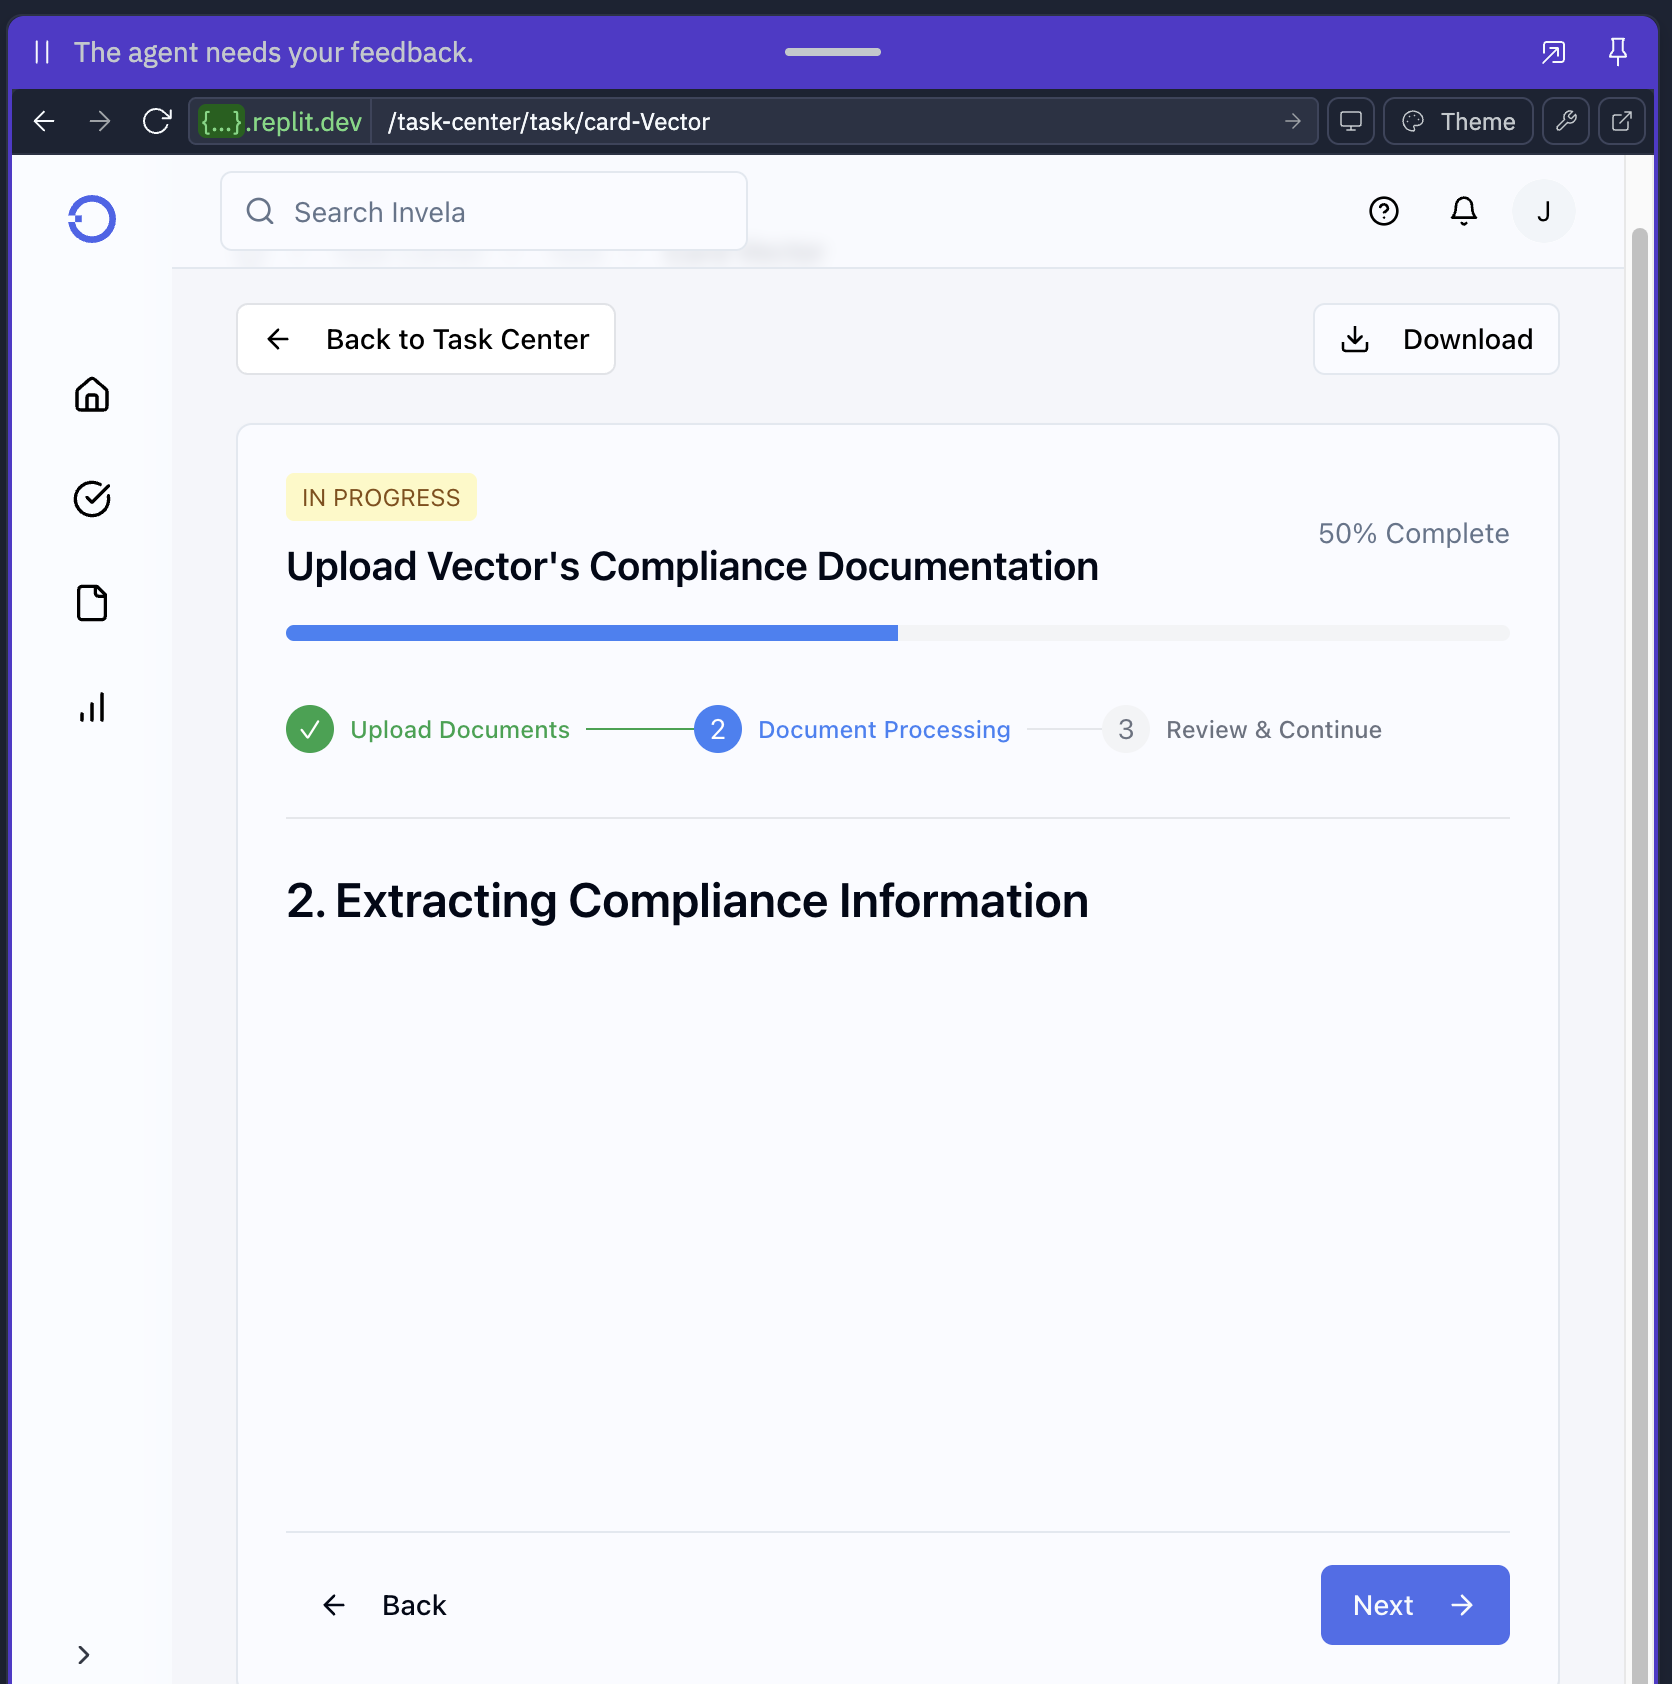 The agent needs your feedback.
{...}.replit.dev /task-center/task/card-Vector Theme
Search Invela J
Back to Task Center Download
IN PROGRESS
50% Complete
Upload Vector's Compliance Documentation
Upload Documents 2 Document Processing 3 Review & Continue
2. Extracting Compliance Information
Back Next